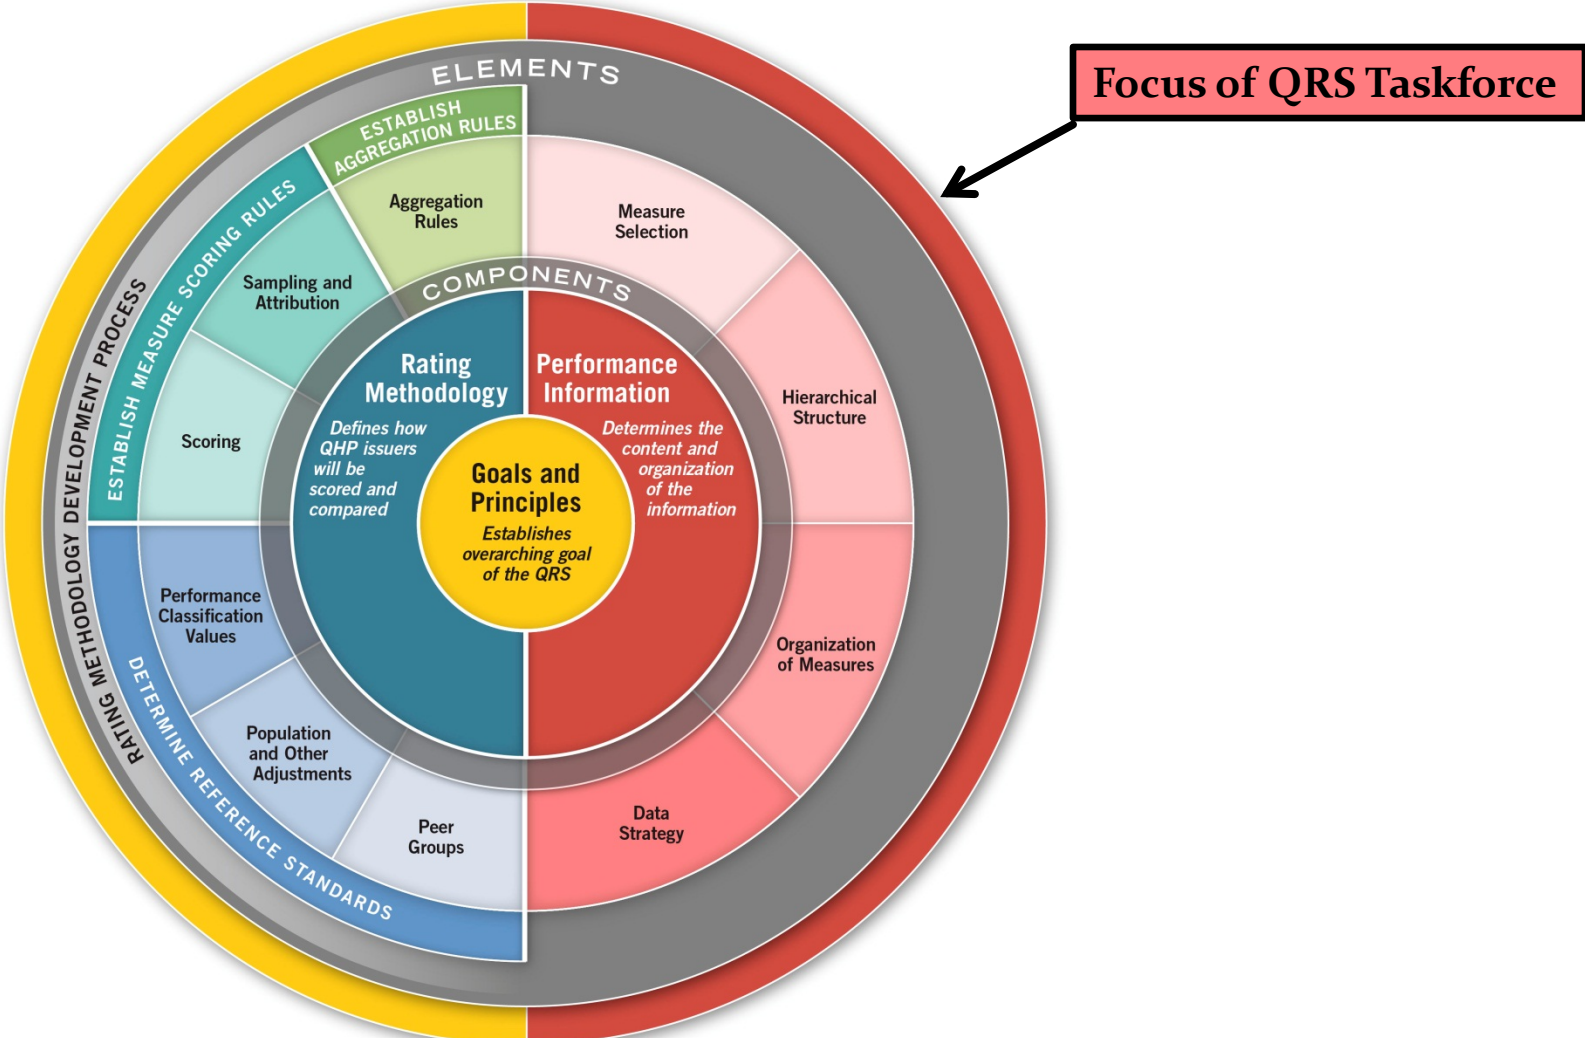 Focus of QRS Taskforce
ELEMENTS
ESTABLISH
AGGREGATION RULES
ESTABLISH MEASURE SCORING RULES
RATING METHODOLOGY DEVELOPMENT PROCESS
DETERMINE REFERENCE STANDARDS
Aggregation
Rules
Measure
Selection
Sampling and
Attribution
COMPONENTS
Hierarchical
Structure
Scoring
Rating
Methodology
Defines how
QHP issuers
will be
scored and
compared
Performance
Information
Determines the
content and
organization
of the
information
Goals and
Principles
Establishes
overarching goal
of the QRS
Performance
Classification
Values
Organization
of Measures
Population
and Other
Adjustments
Peer
Groups
Data
Strategy